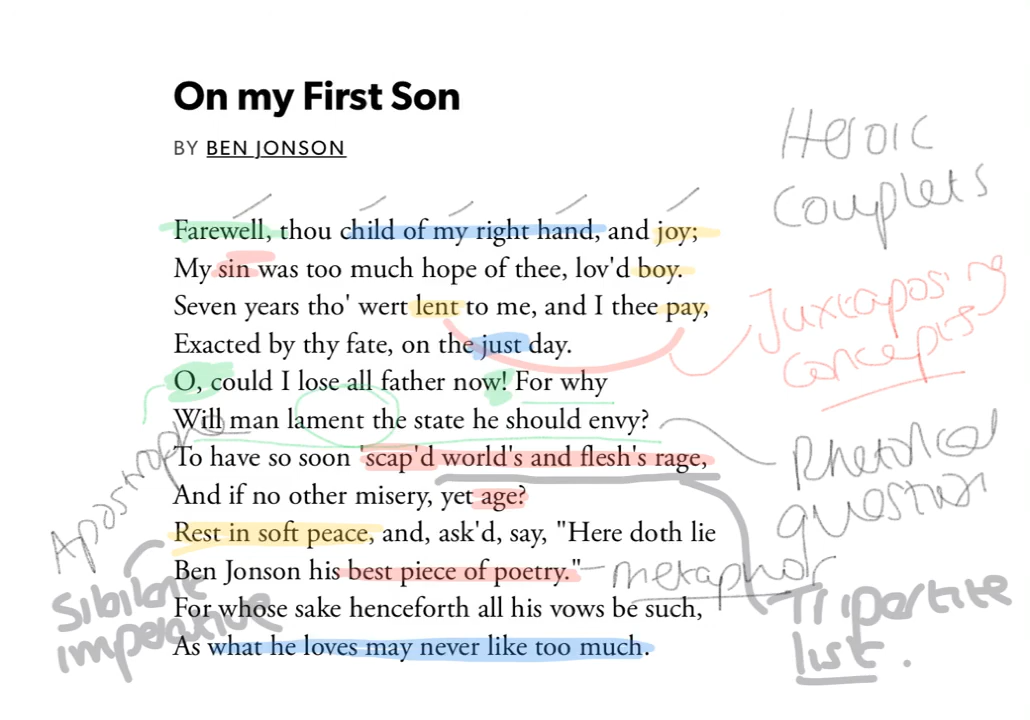 On my First Son
BY BEN JONSON
Heroic
Couplets
Farewell, thou child of my right hand, and joy;
My sin was too much hope of thee, lov'd boy.
Seven years tho' wert lent to me, and I thee pay,
Exacted by thy fate, on the just day.
Juxtaposing
concepts
O, could I lose all father now! For why
Will man lament the state he should envy?
To have so soon 'scap'd world's and flesh's rage,
And if no other misery, yet age?
Rhetorical
question
Apostrophe
Rest in soft peace, and, ask'd, say, "Here doth lie
Ben Jonson his best piece of poetry."
metaphor
For whose sake henceforth all his vows be such,
As what he loves may never like too much.
Sibilant
imperative
Tripartite
list.